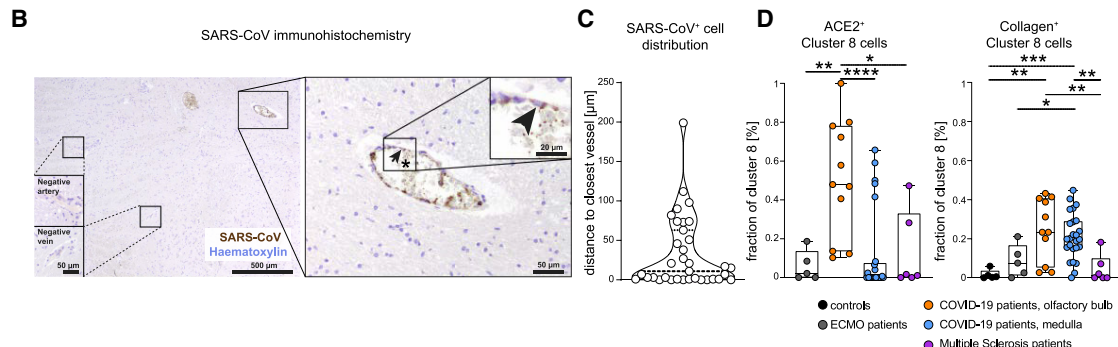 B
SARS-CoV immunohistochemistry
Negative
artery
Negative
vein
50 µm
SARS-CoV
Haematoxylin
500 µm
*
20 µm
50 µm
C
SARS-CoV⁺ cell
distribution
distance to closest vessel [µm]
250
200
150
100
50
0
D
ACE2⁺
Cluster 8 cells
fraction of cluster 8 [%]
1
0.8
0.6
0.4
0.2
0
**
*
****
Collagen⁺
Cluster 8 cells
fraction of cluster 8 [%]
1
0.8
0.6
0.4
0.2
0
***
**
**
**
*
controls
ECMO patients
COVID-19 patients, olfactory bulb
COVID-19 patients, medulla
Multiple Sclerosis patients